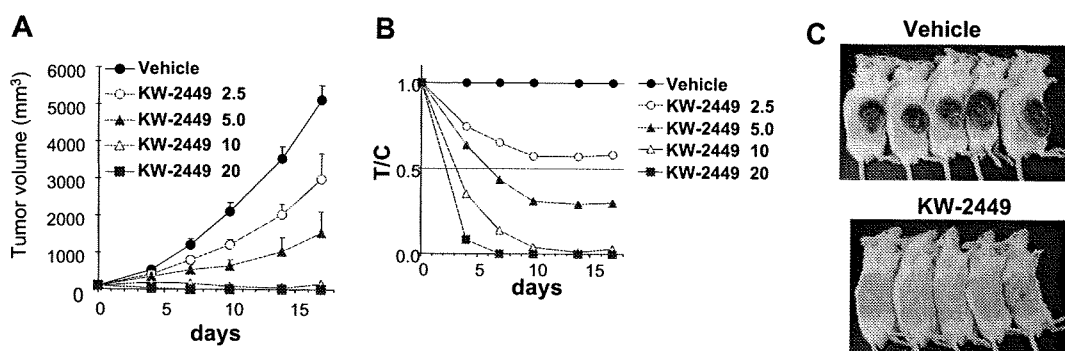 A
Tumor volume (mm³)
6000
5000
4000
3000
2000
1000
0
0
5
10
15
days
Vehicle
KW-2449 2.5
KW-2449 5.0
KW-2449 10
KW-2449 20
B
T/C
1.0
0.5
0.0
0
5
10
15
days
Vehicle
KW-2449 2.5
KW-2449 5.0
KW-2449 10
KW-2449 20
C
Vehicle
KW-2449